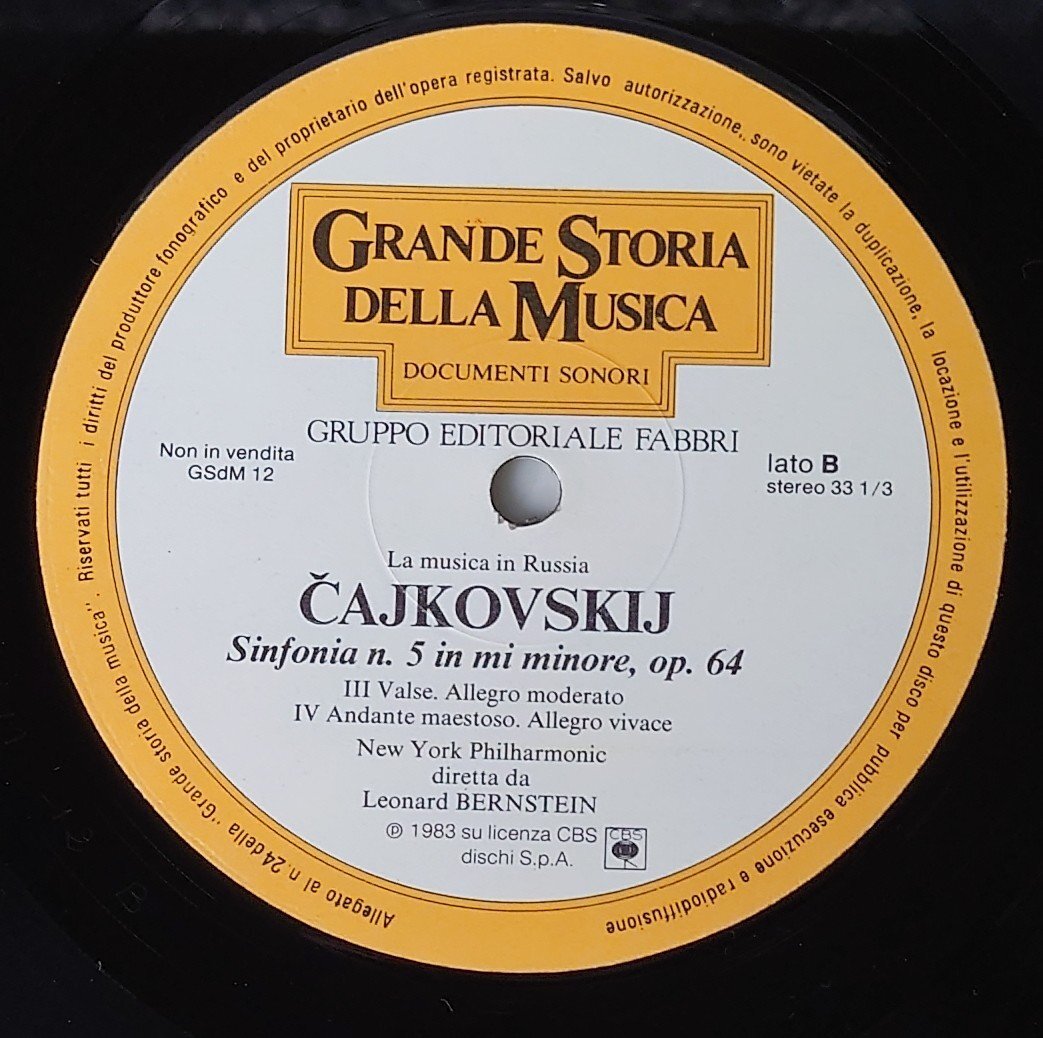 Allegato al n. 24 della "Grande storia della musica". Riservati tutti i diritti del produttore fonografico e del proprietario dell'opera registrata. Salvo autorizzazione, sono vietate la duplicazione, la locazione e l'utilizzazione di questo disco per pubblica esecuzione e radiodiffusione
GRANDE STORIA
DELLA MUSICA
DOCUMENTI SONORI
GRUPPO EDITORIALE FABBRI
Non in vendita
GSdM 12
lato B
stereo 33 1/3
La musica in Russia
ČAJKOVSKIJ
Sinfonia n. 5 in mi minore, op. 64
III Valse. Allegro moderato
IV Andante maestoso. Allegro vivace
New York Philharmonic
diretta da
Leonard BERNSTEIN
℗ 1983 su licenza CBS
dischi S.p.A.
CBS